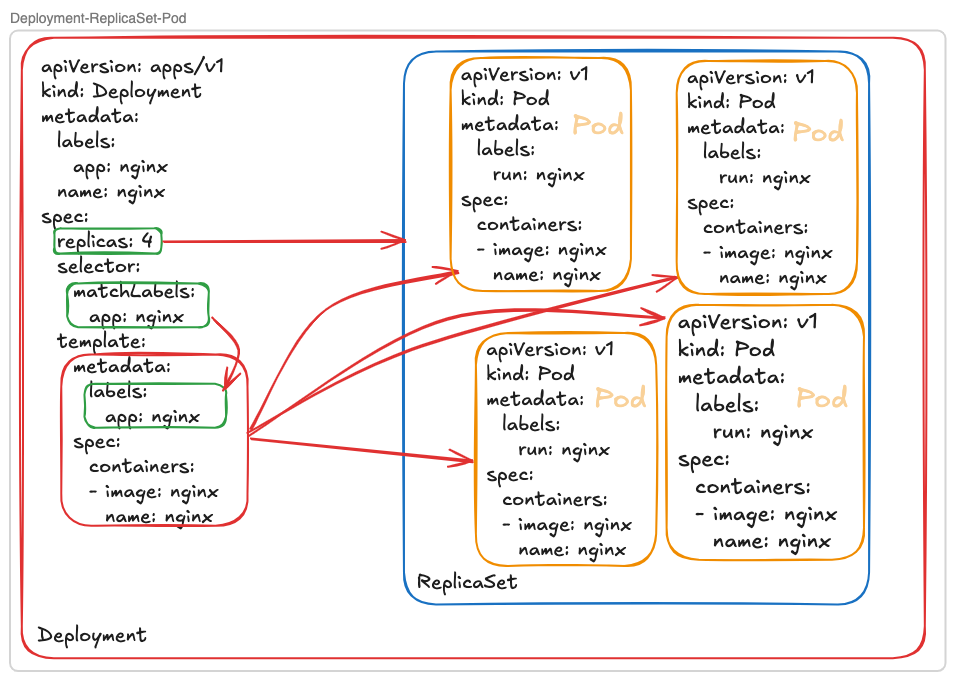 Deployment-ReplicaSet-Pod
apiVersion: apps/v1
kind: Deployment
metadata:
labels:
app: nginx
name: nginx
spec:
replicas: 4
selector:
matchLabels:
app: nginx
template:
metadata:
labels:
app: nginx
spec:
containers:
- image: nginx
name: nginx
Deployment
apiVersion: v1
kind: Pod
metadata:
Pod
labels:
run: nginx
spec:
containers:
- image: nginx
name: nginx
apiVersion: v1
kind: Pod
metadata:
Pod
labels:
run: nginx
spec:
containers:
- image: nginx
name: nginx
apiVersion: v1
kind: Pod
metadata:
Pod
labels:
run: nginx
spec:
containers:
- image: nginx
name: nginx
apiVersion: v1
kind: Pod
metadata:
Pod
labels:
run: nginx
spec:
containers:
- image: nginx
name: nginx
ReplicaSet